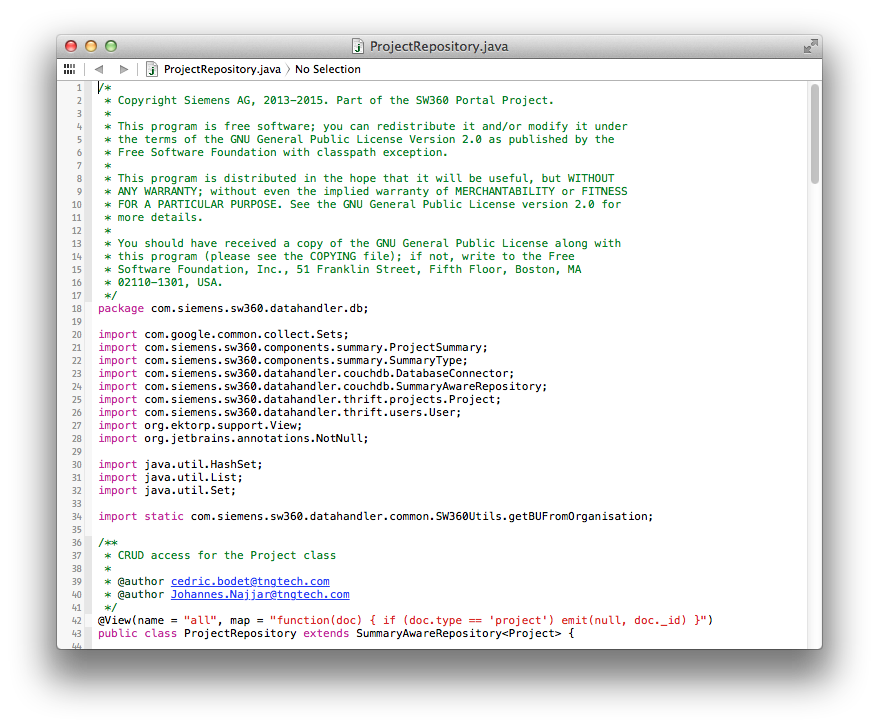 ProjectRepository.java
ProjectRepository.java 〉 No Selection
1 /*
2  * Copyright Siemens AG, 2013-2015. Part of the SW360 Portal Project.
3  *
4  * This program is free software; you can redistribute it and/or modify it under
5  * the terms of the GNU General Public License Version 2.0 as published by the
6  * Free Software Foundation with classpath exception.
7  *
8  * This program is distributed in the hope that it will be useful, but WITHOUT
9  * ANY WARRANTY; without even the implied warranty of MERCHANTABILITY or FITNESS
10  * FOR A PARTICULAR PURPOSE. See the GNU General Public License version 2.0 for
11  * more details.
12  *
13  * You should have received a copy of the GNU General Public License along with
14  * this program (please see the COPYING file); if not, write to the Free
15  * Software Foundation, Inc., 51 Franklin Street, Fifth Floor, Boston, MA
16  * 02110-1301, USA.
17  */
18 package com.siemens.sw360.datahandler.db;
19
20 import com.google.common.collect.Sets;
21 import com.siemens.sw360.components.summary.ProjectSummary;
22 import com.siemens.sw360.components.summary.SummaryType;
23 import com.siemens.sw360.datahandler.couchdb.DatabaseConnector;
24 import com.siemens.sw360.datahandler.couchdb.SummaryAwareRepository;
25 import com.siemens.sw360.datahandler.thrift.projects.Project;
26 import com.siemens.sw360.datahandler.thrift.users.User;
27 import org.ektorp.support.View;
28 import org.jetbrains.annotations.NotNull;
29
30 import java.util.HashSet;
31 import java.util.List;
32 import java.util.Set;
33
34 import static com.siemens.sw360.datahandler.common.SW360Utils.getBUFromOrganisation;
35
36 /**
37  * CRUD access for the Project class
38  *
39  * @author cedric.bodet@tngtech.com
40  * @author Johannes.Najjar@tngtech.com
41  */
42 @View(name = "all", map = "function(doc) { if (doc.type == 'project') emit(null, doc._id) }")
43 public class ProjectRepository extends SummaryAwareRepository<Project> {
44